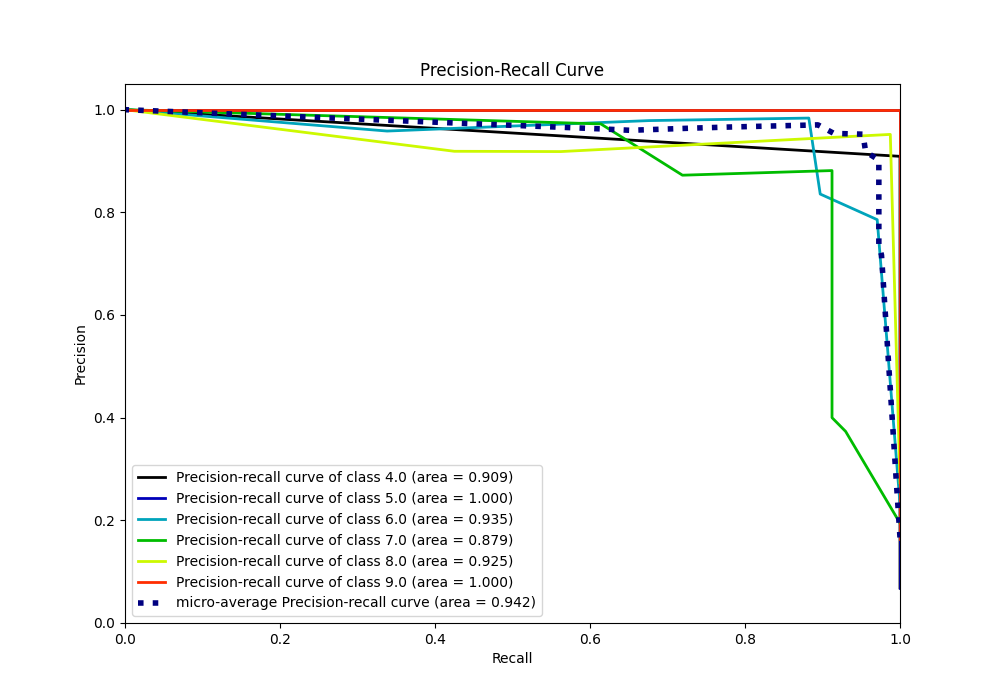 Precision-Recall Curve
1.0
0.8
0.6
0.4
0.2
0.0
Precision
Precision-recall curve of class 4.0 (area = 0.909)
Precision-recall curve of class 5.0 (area = 1.000)
Precision-recall curve of class 6.0 (area = 0.935)
Precision-recall curve of class 7.0 (area = 0.879)
Precision-recall curve of class 8.0 (area = 0.925)
Precision-recall curve of class 9.0 (area = 1.000)
micro-average Precision-recall curve (area = 0.942)
0.0 0.2 0.4 0.6 0.8 1.0
Recall